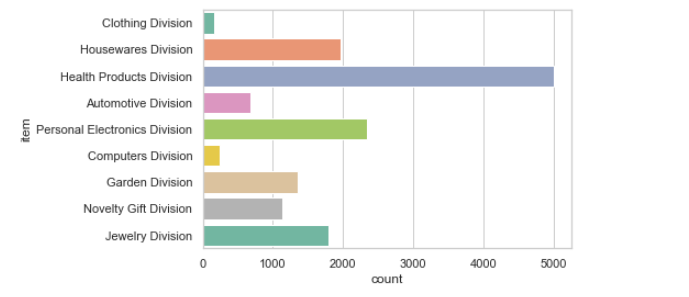 Clothing Division
Housewares Division
Health Products Division
Automotive Division
Personal Electronics Division
Computers Division
Garden Division
Novelty Gift Division
Jewelry Division
item
0 1000 2000 3000 4000 5000
count